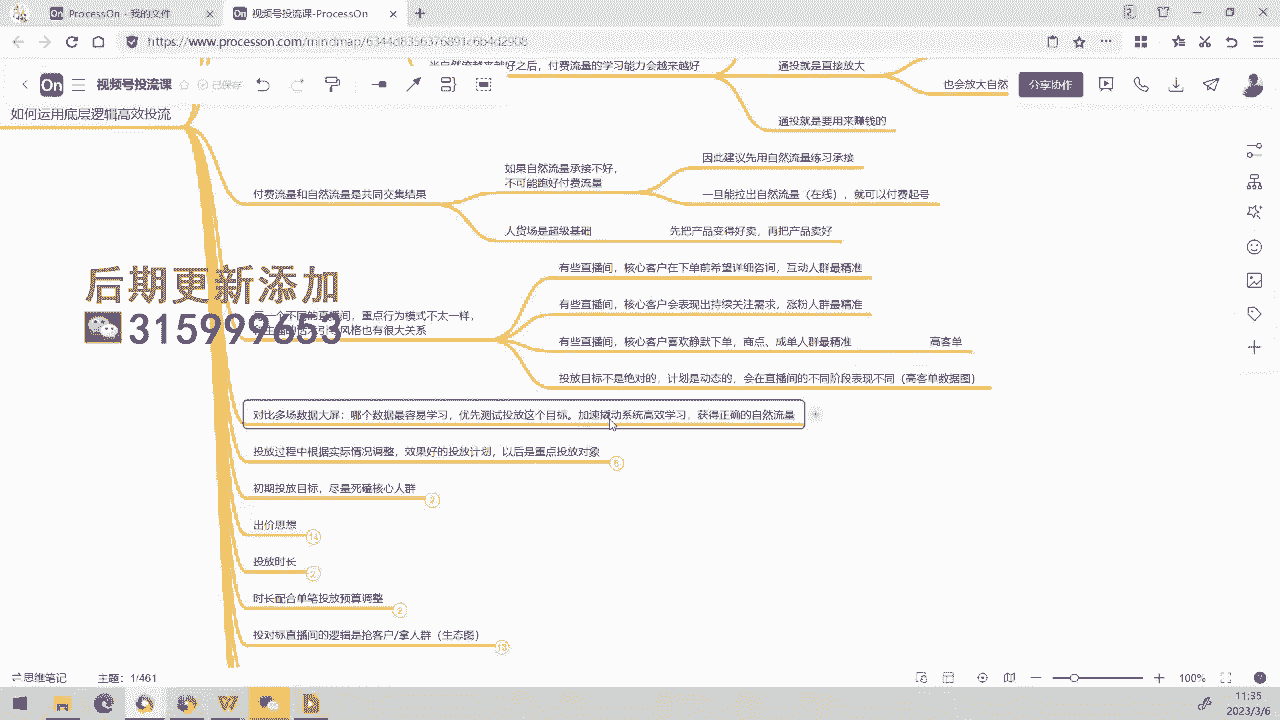 ProcessOn - 我的文件
视频号投流课-ProcessOn
https://www.processon.com/mindmap/6344d8356376891c654d2908
On
视频号投流课
已保存
分享协作
当自然流越来越好之后，付费流量的学习能力会越来越好
通投就是直接放大
也会放大自然
通投就是要用来赚钱的
如何运用底层逻辑高效投流
付费流量和自然流量是共同交集结果
如果自然流量承接不好，
不可能跑好付费流量
因此建议先用自然流量练习承接
一旦能拉出自然流量（在线），就可以付费起号
人货场是超级基础
先把产品变得好卖，再把产品卖好
后期更新添加
315999653
一个不同的直播间，重点行为模式不太一样，
风格也有很大关系
有些直播间，核心客户在下单前希望详细咨询，互动人群最精准
有些直播间，核心客户会表现出持续关注需求，涨粉人群最精准
有些直播间，核心客户喜欢静默下单，商点、成单人群最精准
高客单
投放目标不是绝对的，计划是动态的，会在直播间的不同阶段表现不同（高客单数据图）
对比多场数据大屏：哪个数据最容易学习，优先测试投放这个目标。加速撬动系统高效学习，获得正确的自然流量
投放过程中根据实际情况调整，效果好的投放计划，以后是重点投放对象
6
初期投放目标，尽量死磕核心人群
出价思想
14
投放时长
时长配合单笔投放预算调整
2
投对标直播间的逻辑是抢客户/拿人群（生态图）
13
思维笔记
主题：1/461
100%
11:35
2023/3/6